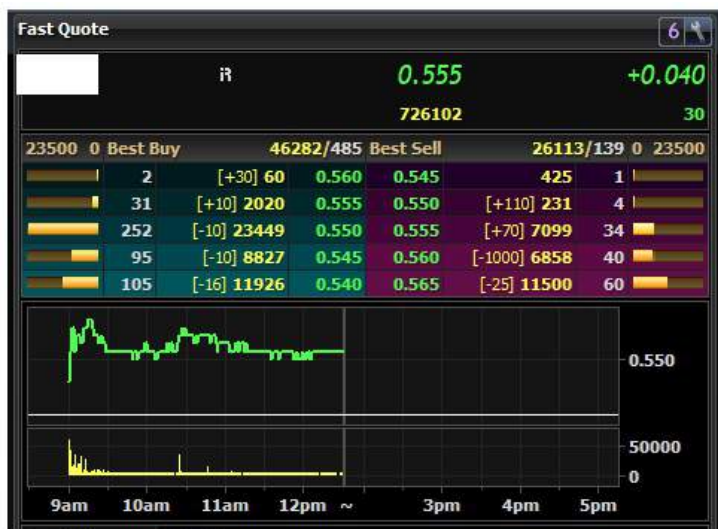 Fast Quote 6
0.555 +0.040
726102 30
23500 0 Best Buy 46282/485 Best Sell 26113/139 0 23500
2 [+30] 60 0.560 0.545 425 1
31 [+10] 2020 0.555 0.550 [+110] 231 4
252 [-10] 23449 0.550 0.555 [+70] 7099 34
95 [-10] 8827 0.545 0.560 [-1000] 6858 40
105 [-16] 11926 0.540 0.565 [-25] 11500 60
0.550
50000
0
9am 10am 11am 12pm ~ 3pm 4pm 5pm